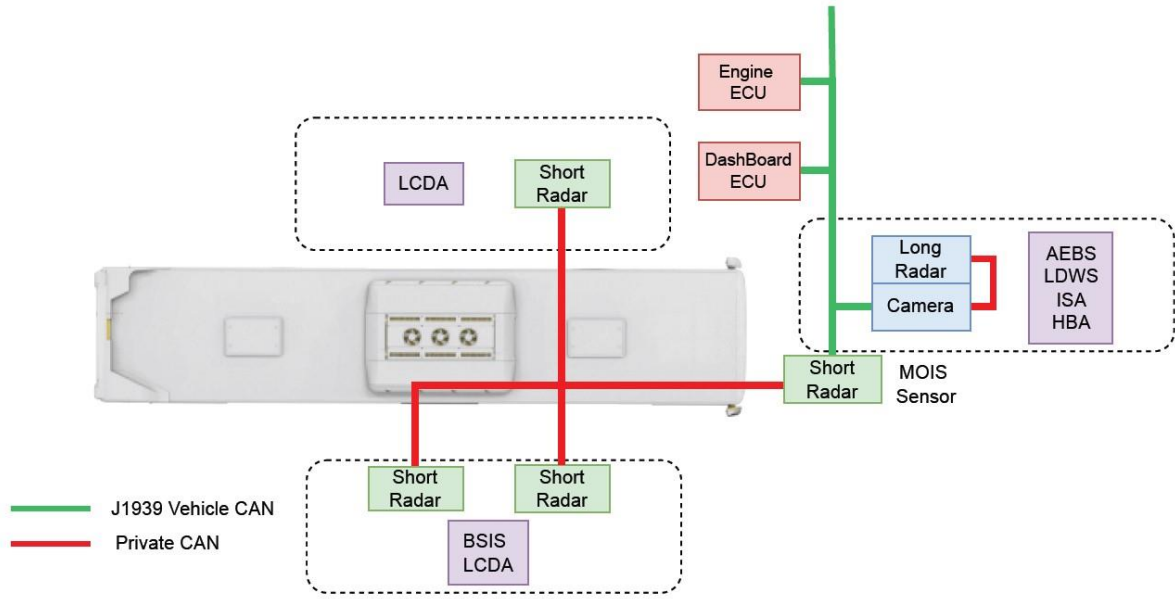 Engine
ECU
DashBoard
ECU
LCDA
Short
Radar
Long
Radar
Camera
AEBS
LDWS
ISA
HBA
Short
Radar
MOIS
Sensor
Short
Radar
Short
Radar
BSIS
LCDA
J1939 Vehicle CAN
Private CAN